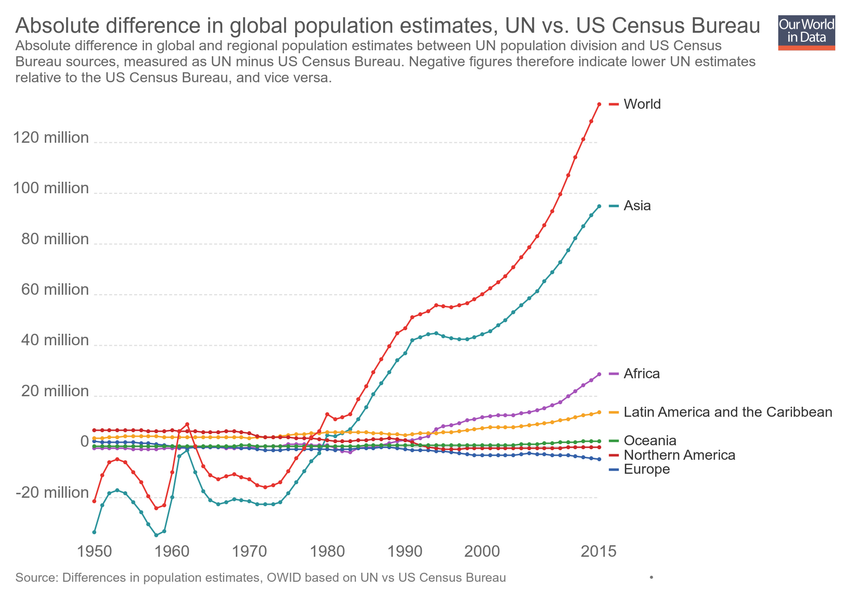 Absolute difference in global population estimates, UN vs. US Census Bureau
Our World
in Data
Absolute difference in global and regional population estimates between UN population division and US Census
Bureau sources, measured as UN minus US Census Bureau. Negative figures therefore indicate lower UN estimates
relative to the US Census Bureau, and vice versa.
World
120 million
100 million
Asia
80 million
60 million
40 million
Africa
20 million
Latin America and the Caribbean
Oceania
0
Northern America
Europe
-20 million
1950 1960 1970 1980 1990 2000 2015
Source: Differences in population estimates, OWID based on UN vs US Census Bureau